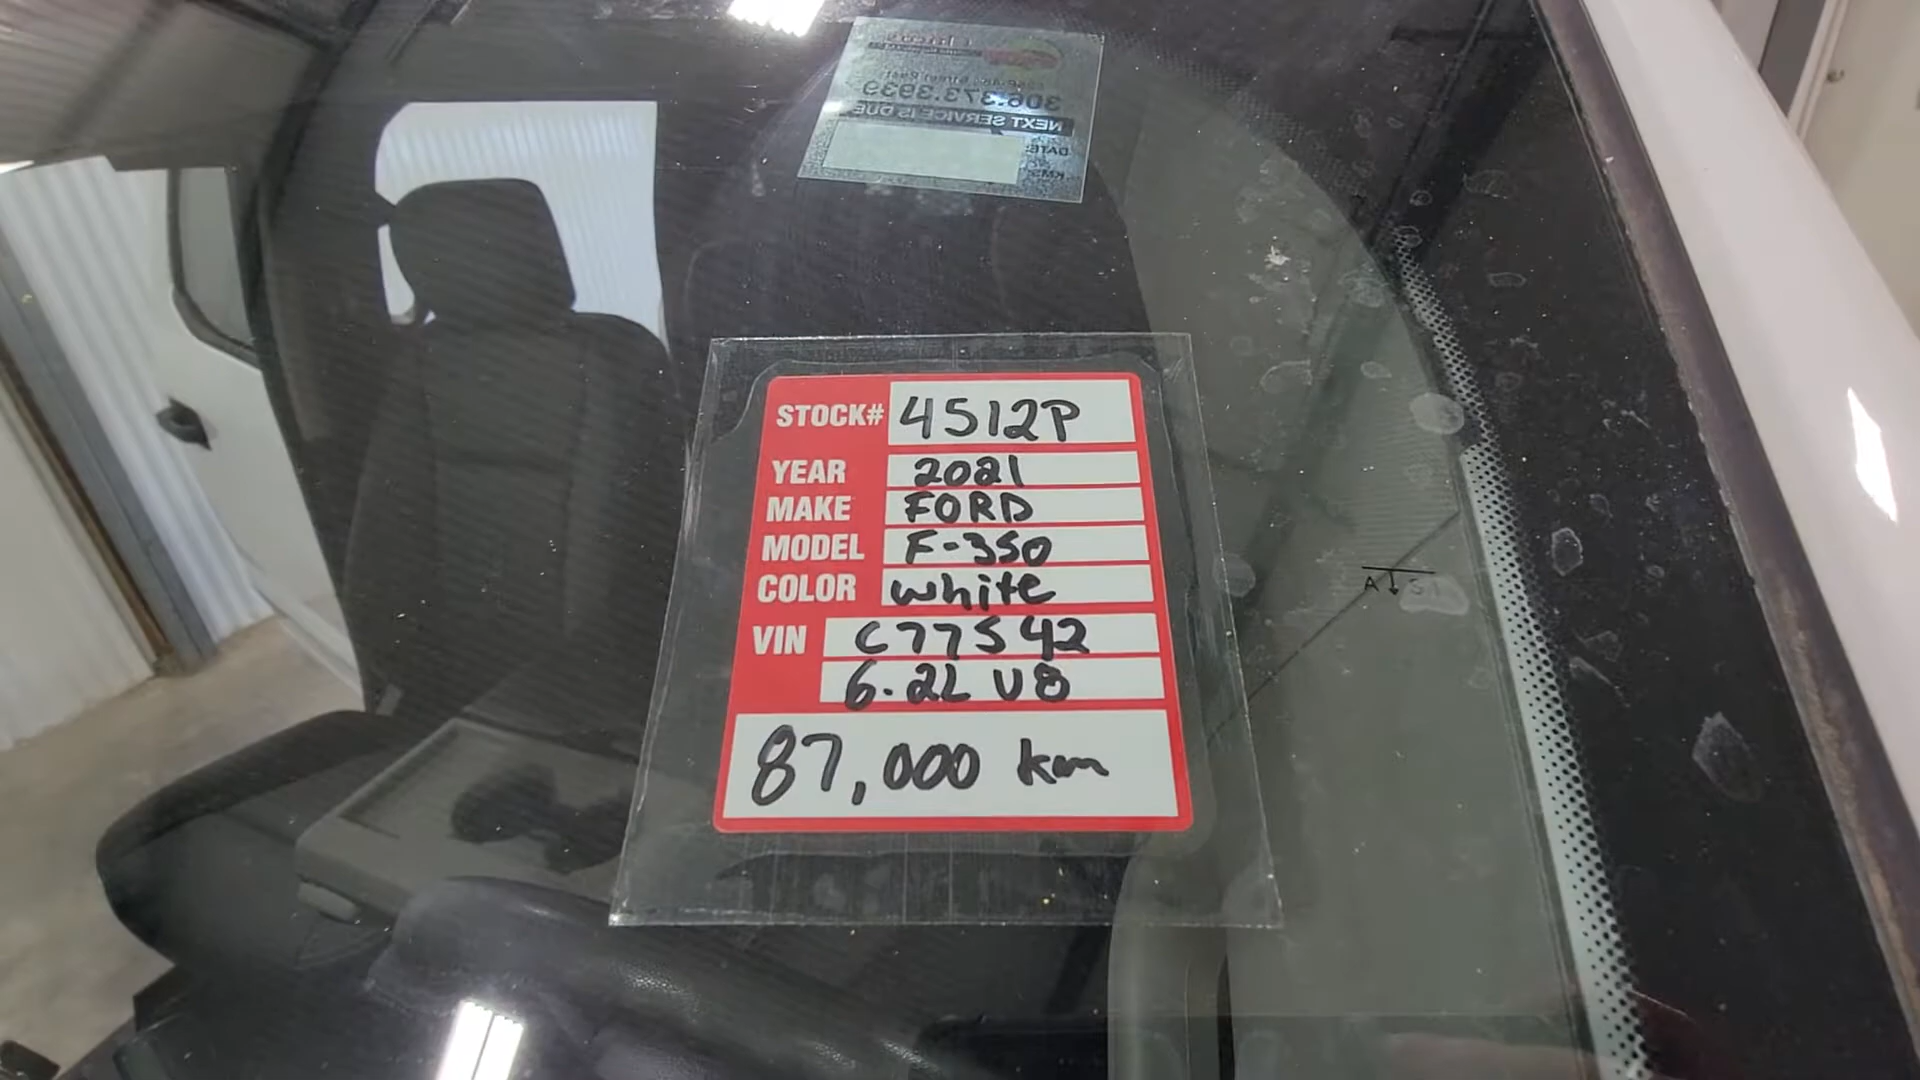 306.373.3939
NEXT SERVICE IS DUE
DATE:
KMS:
STOCK# 4512P
YEAR 2021
MAKE FORD
MODEL F-350
COLOR white
VIN C77542
6.2L V8
87,000 km
A↓S1